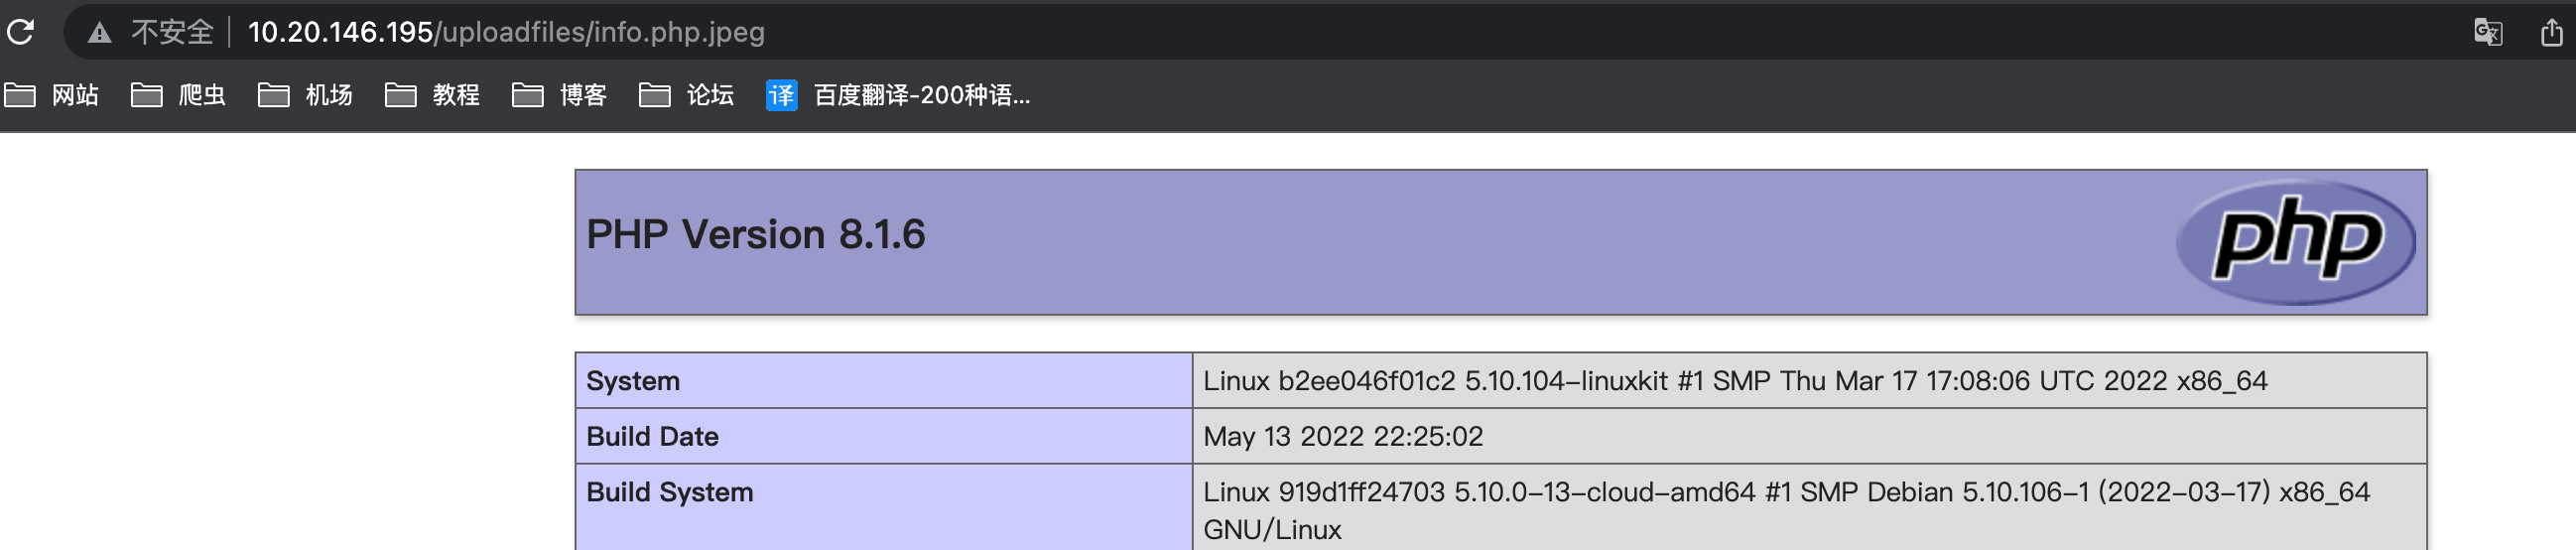 不安全 10.20.146.195/uploadfiles/info.php.jpeg
网站 爬虫 机场 教程 博客 论坛 译 百度翻译-200种语...
PHP Version 8.1.6 php
System Linux b2ee046f01c2 5.10.104-linuxkit #1 SMP Thu Mar 17 17:08:06 UTC 2022 x86_64
Build Date May 13 2022 22:25:02
Build System Linux 919d1ff24703 5.10.0-13-cloud-amd64 #1 SMP Debian 5.10.106-1 (2022-03-17) x86_64
GNU/Linux